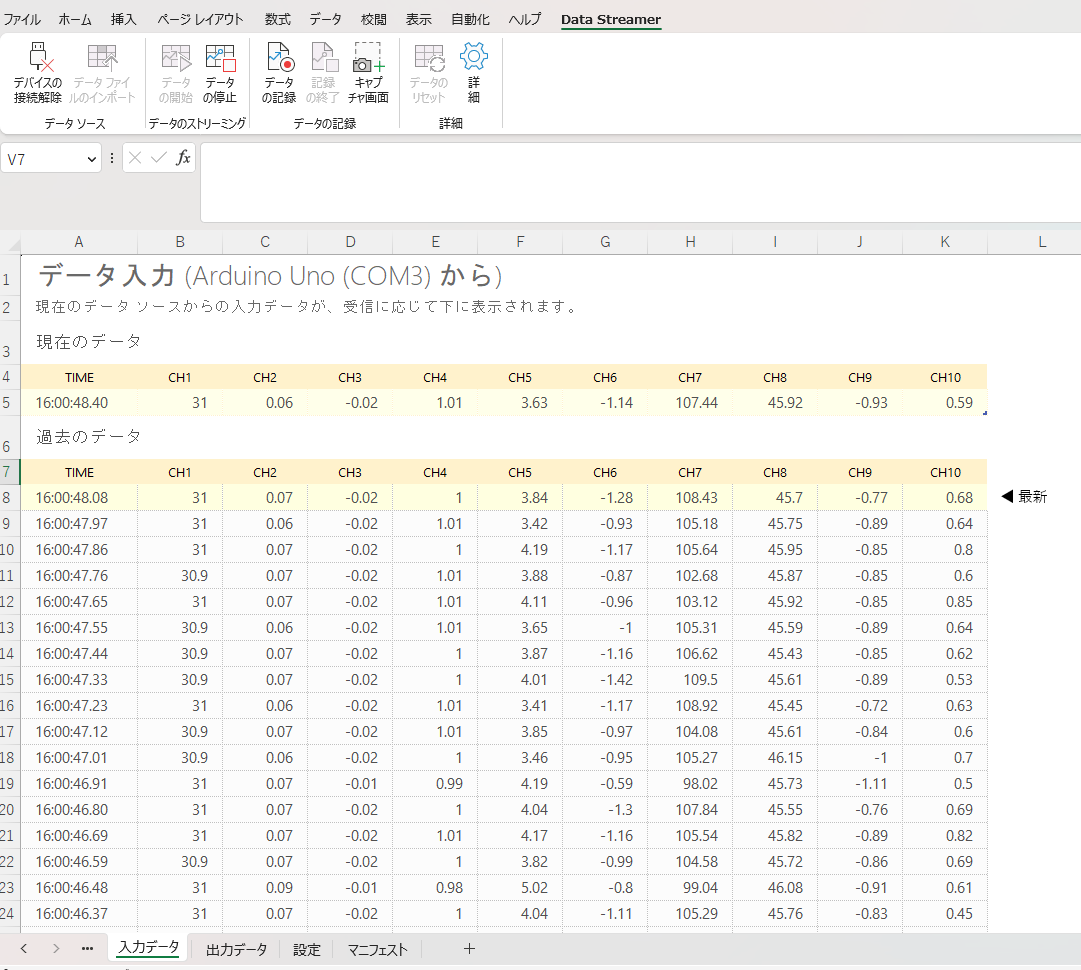 ファイル ホーム 挿入 ページ レイアウト 数式 データ 校閲 表示 自動化 ヘルプ Data Streamer
デバイスの 接続解除
データ ファイ ルのインポート
データ の開始
データ の停止
データ の記録
記録 の終了
キャプ チャ画面
データの リセット
詳 細
データ ソース データのストリーミング データの記録 詳細
V7 fx
A B C D E F G H I J K L
1 データ入力 (Arduino Uno (COM3) から)
2 現在のデータ ソースからの入力データが、受信に応じて下に表示されます。
3 現在のデータ
4 TIME CH1 CH2 CH3 CH4 CH5 CH6 CH7 CH8 CH9 CH10
5 16:00:48.40 31 0.06 -0.02 1.01 3.63 -1.14 107.44 45.92 -0.93 0.59
6 過去のデータ
7 TIME CH1 CH2 CH3 CH4 CH5 CH6 CH7 CH8 CH9 CH10
8 16:00:48.08 31 0.07 -0.02 1 3.84 -1.28 108.43 45.7 -0.77 0.68 ◀ 最新
9 16:00:47.97 31 0.06 -0.02 1.01 3.42 -0.93 105.18 45.75 -0.89 0.64
10 16:00:47.86 31 0.07 -0.02 1 4.19 -1.17 105.64 45.95 -0.85 0.8
11 16:00:47.76 30.9 0.07 -0.02 1.01 3.88 -0.87 102.68 45.87 -0.85 0.6
12 16:00:47.65 31 0.07 -0.02 1.01 4.11 -0.96 103.12 45.92 -0.85 0.85
13 16:00:47.55 30.9 0.06 -0.02 1.01 3.65 -1 105.31 45.59 -0.89 0.64
14 16:00:47.44 30.9 0.07 -0.02 1 3.87 -1.16 106.62 45.43 -0.85 0.62
15 16:00:47.33 30.9 0.07 -0.02 1 4.01 -1.42 109.5 45.61 -0.89 0.53
16 16:00:47.23 31 0.06 -0.02 1.01 3.41 -1.17 108.92 45.45 -0.72 0.63
17 16:00:47.12 30.9 0.07 -0.02 1.01 3.85 -0.97 104.08 45.61 -0.84 0.6
18 16:00:47.01 30.9 0.06 -0.02 1 3.46 -0.95 105.27 46.15 -1 0.7
19 16:00:46.91 31 0.07 -0.01 0.99 4.19 -0.59 98.02 45.73 -1.11 0.5
20 16:00:46.80 31 0.07 -0.02 1 4.04 -1.3 107.84 45.55 -0.76 0.69
21 16:00:46.69 31 0.07 -0.02 1.01 4.17 -1.16 105.54 45.82 -0.89 0.82
22 16:00:46.59 30.9 0.07 -0.02 1 3.82 -0.99 104.58 45.72 -0.86 0.69
23 16:00:46.48 31 0.09 -0.01 0.98 5.02 -0.8 99.04 46.08 -0.91 0.61
24 16:00:46.37 31 0.07 -0.02 1 4.04 -1.11 105.29 45.76 -0.83 0.45
入力データ 出力データ 設定 マニフェスト